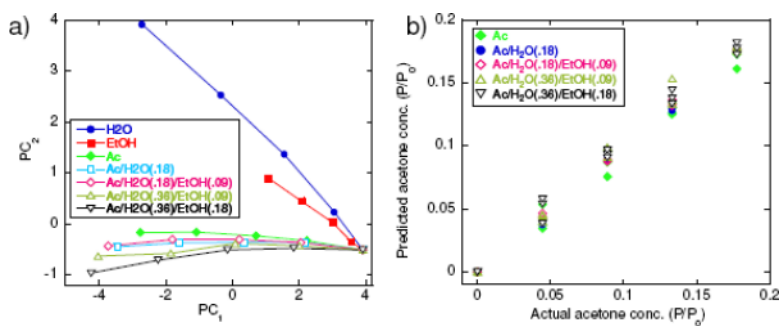 a)
4
3
2
1
0
-1
PC2
H2O
EtOH
Ac
Ac/H2O(.18)
Ac/H2O(.18)/EtOH(.09)
Ac/H2O(.36)/EtOH(.09)
Ac/H2O(.36)/EtOH(.18)
-4 -2 0 2 4
PC1
b)
0.2
0.15
0.1
0.05
0
Predicted acetone conc. (P/P0)
Ac
Ac/H2O(.18)
Ac/H2O(.18)/EtOH(.09)
Ac/H2O(.36)/EtOH(.09)
Ac/H2O(.36)/EtOH(.18)
0 0.05 0.1 0.15 0.2
Actual acetone conc. (P/P0)